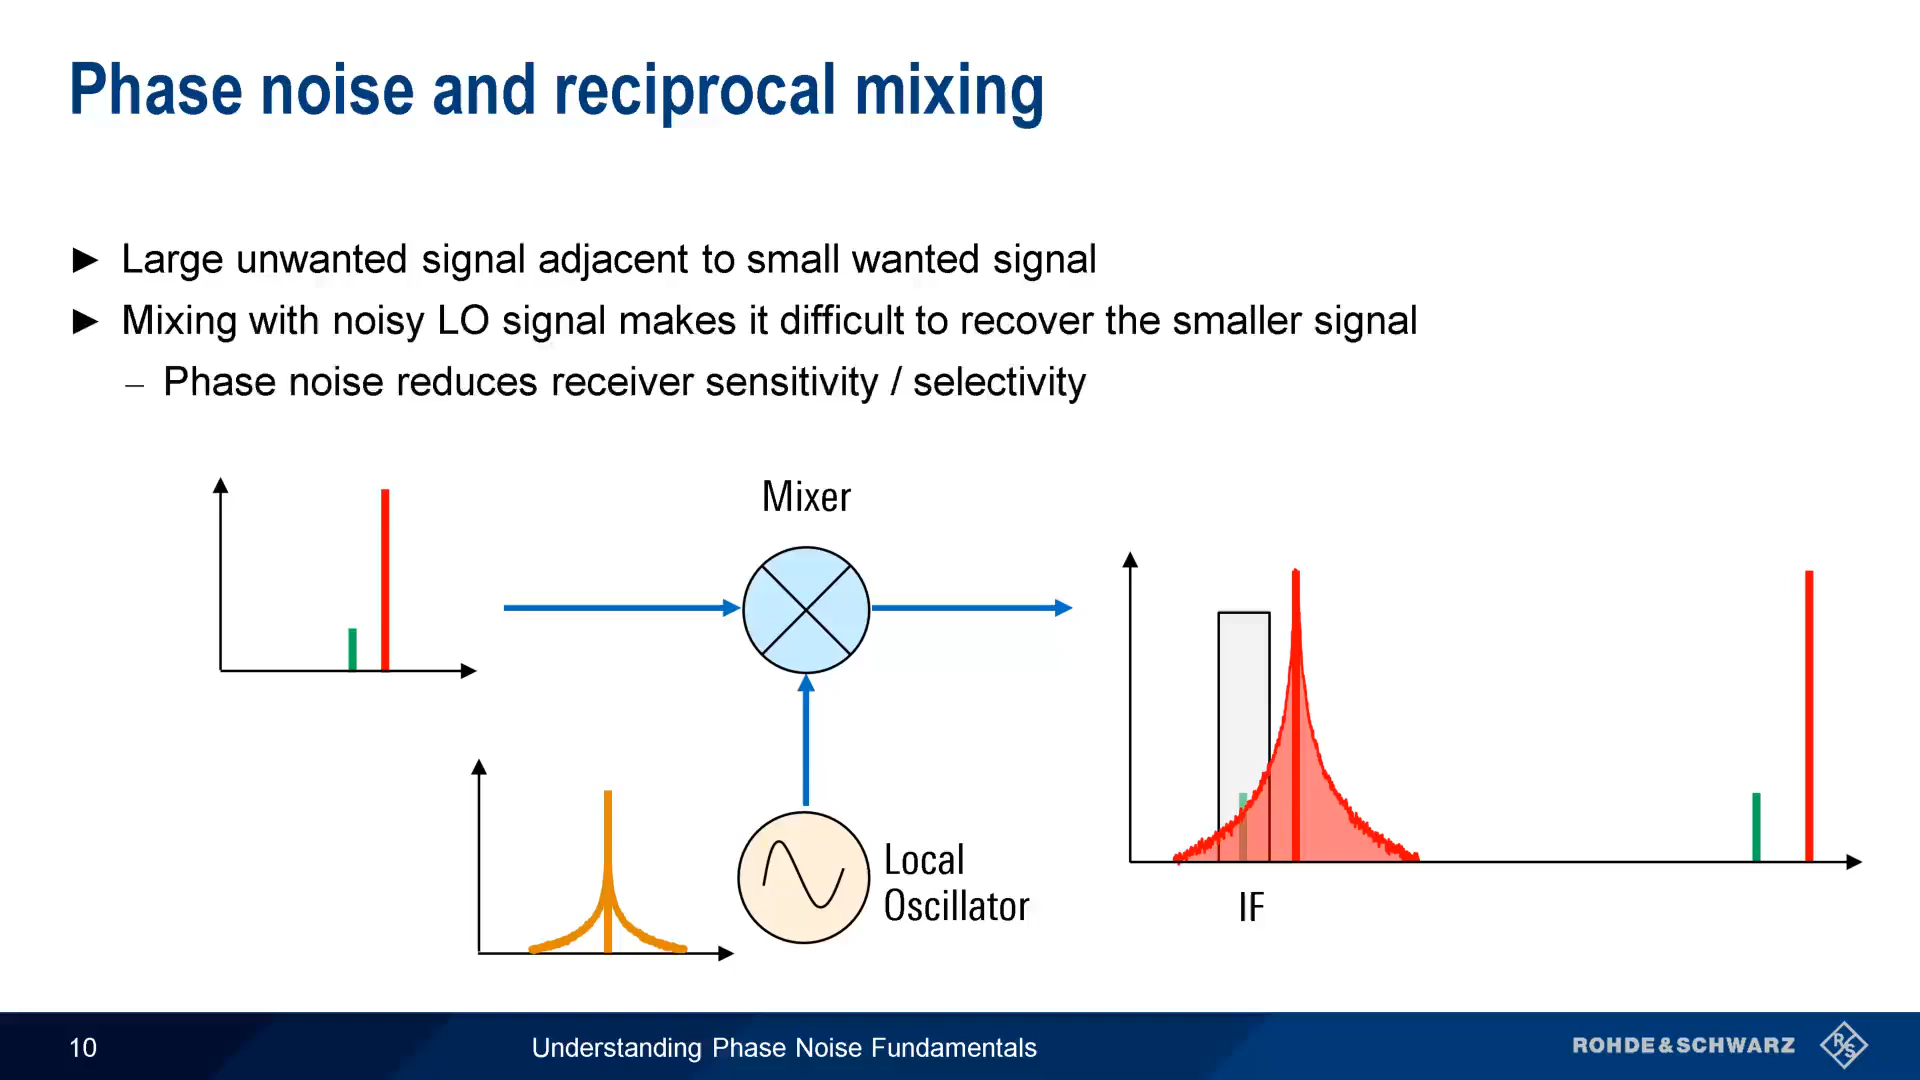 Phase noise and reciprocal mixing
► Large unwanted signal adjacent to small wanted signal
► Mixing with noisy LO signal makes it difficult to recover the smaller signal
– Phase noise reduces receiver sensitivity / selectivity
Mixer
Local
Oscillator
IF
10
Understanding Phase Noise Fundamentals
ROHDE&SCHWARZ
R
S